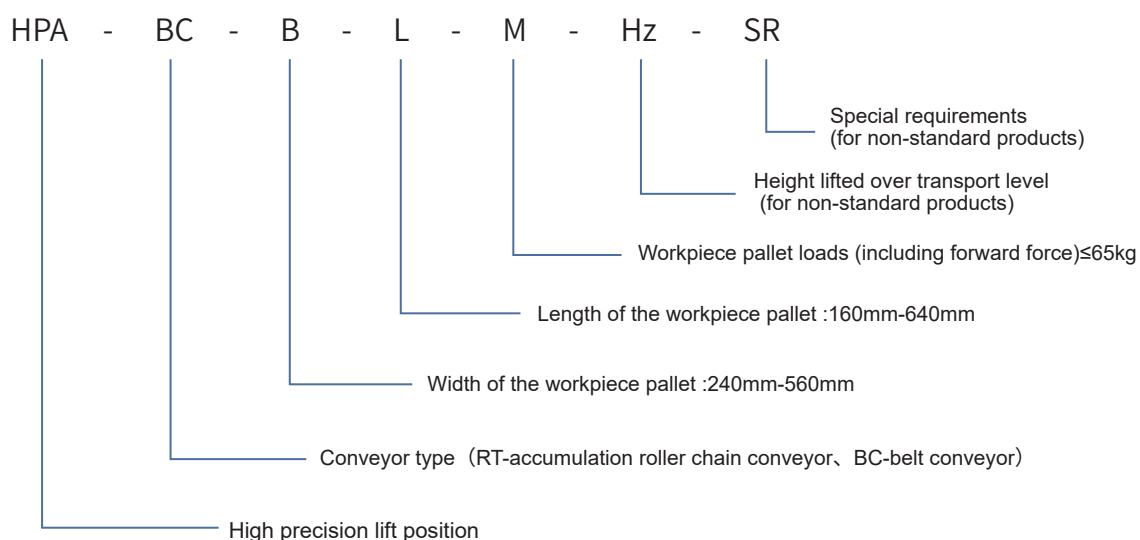 HPA - BC - B - L - M - Hz - SR
Special requirements
(for non-standard products)
Height lifted over transport level
(for non-standard products)
Workpiece pallet loads (including forward force)≤65kg
Length of the workpiece pallet :160mm-640mm
Width of the workpiece pallet :240mm-560mm
Conveyor type（RT-accumulation roller chain conveyor、BC-belt conveyor）
High precision lift position